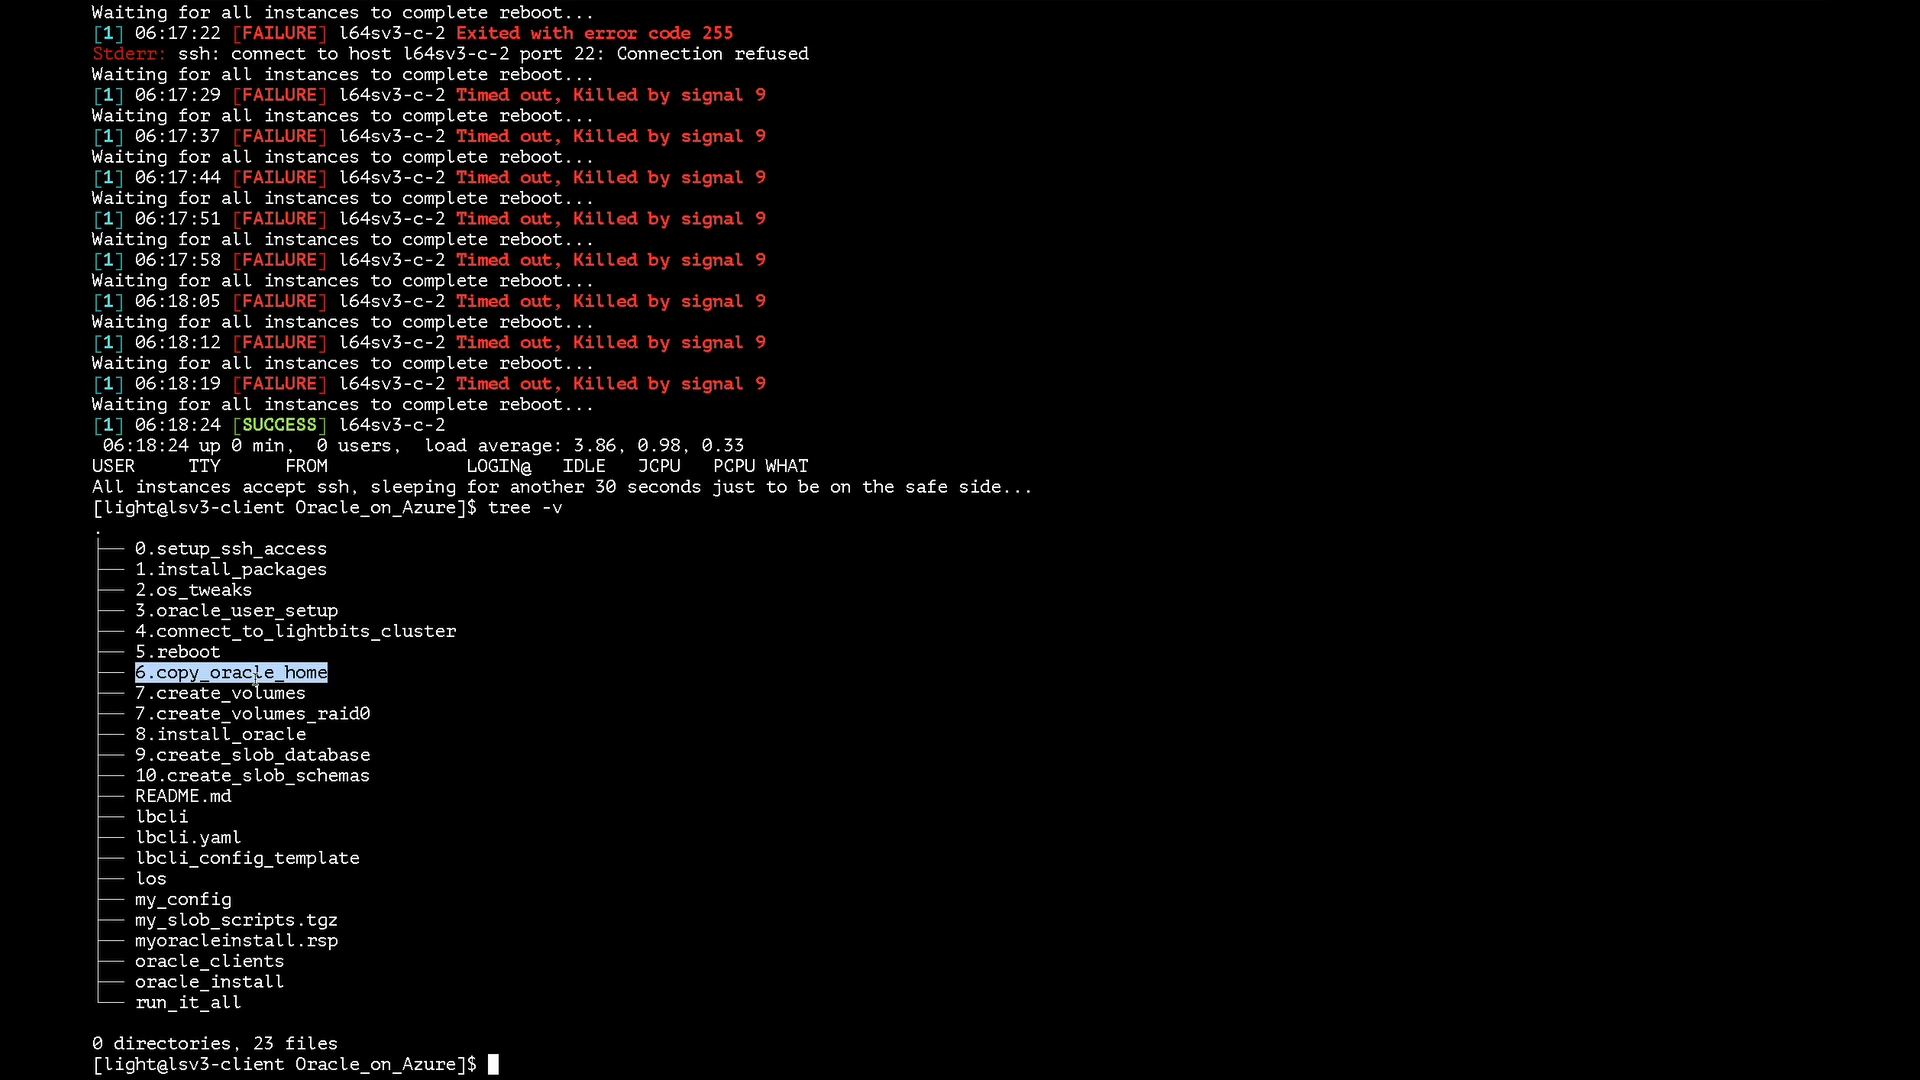 Waiting for all instances to complete reboot...
[1] 06:17:22 [FAILURE] l64sv3-c-2 Exited with error code 255
Stderr: ssh: connect to host l64sv3-c-2 port 22: Connection refused
Waiting for all instances to complete reboot...
[1] 06:17:29 [FAILURE] l64sv3-c-2 Timed out, Killed by signal 9
Waiting for all instances to complete reboot...
[1] 06:17:37 [FAILURE] l64sv3-c-2 Timed out, Killed by signal 9
Waiting for all instances to complete reboot...
[1] 06:17:44 [FAILURE] l64sv3-c-2 Timed out, Killed by signal 9
Waiting for all instances to complete reboot...
[1] 06:17:51 [FAILURE] l64sv3-c-2 Timed out, Killed by signal 9
Waiting for all instances to complete reboot...
[1] 06:17:58 [FAILURE] l64sv3-c-2 Timed out, Killed by signal 9
Waiting for all instances to complete reboot...
[1] 06:18:05 [FAILURE] l64sv3-c-2 Timed out, Killed by signal 9
Waiting for all instances to complete reboot...
[1] 06:18:12 [FAILURE] l64sv3-c-2 Timed out, Killed by signal 9
Waiting for all instances to complete reboot...
[1] 06:18:19 [FAILURE] l64sv3-c-2 Timed out, Killed by signal 9
Waiting for all instances to complete reboot...
[1] 06:18:24 [SUCCESS] l64sv3-c-2
 06:18:24 up 0 min,  0 users,  load average: 3.86, 0.98, 0.33
USER     TTY      FROM             LOGIN@   IDLE   JCPU   PCPU WHAT
All instances accept ssh, sleeping for another 30 seconds just to be on the safe side...
[light@lsv3-client Oracle_on_Azure]$ tree -v
.
├── 0.setup_ssh_access
├── 1.install_packages
├── 2.os_tweaks
├── 3.oracle_user_setup
├── 4.connect_to_lightbits_cluster
├── 5.reboot
├── 6.copy_oracle_home
├── 7.create_volumes
├── 7.create_volumes_raid0
├── 8.install_oracle
├── 9.create_slob_database
├── 10.create_slob_schemas
├── README.md
├── lbcli
├── lbcli.yaml
├── lbcli_config_template
├── los
├── my_config
├── my_slob_scripts.tgz
├── myoracleinstall.rsp
├── oracle_clients
├── oracle_install
└── run_it_all
0 directories, 23 files
[light@lsv3-client Oracle_on_Azure]$